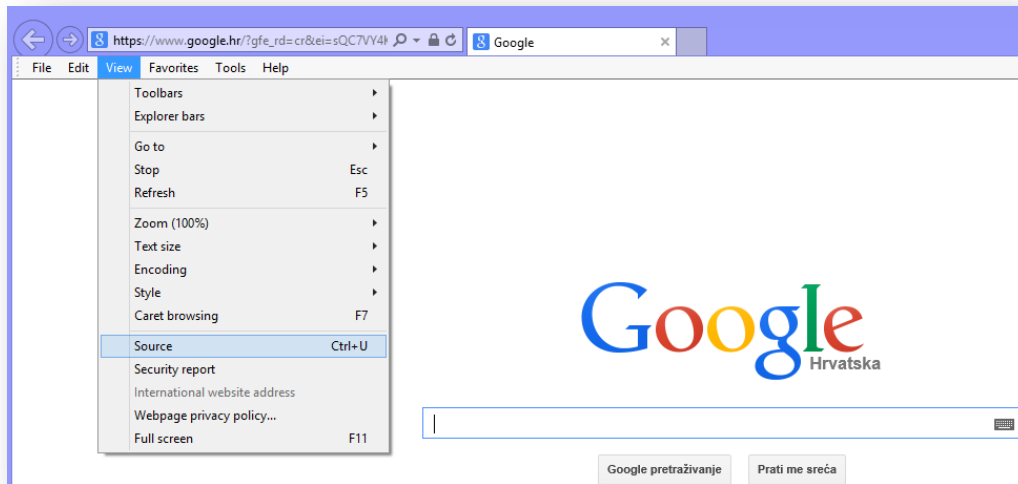 https://www.google.hr/?gfe_rd=cr&ei=sQC7VY4
Google
File Edit View Favorites Tools Help
Toolbars
Explorer bars
Go to
Stop Esc
Refresh F5
Zoom (100%)
Text size
Encoding
Style
Caret browsing F7
Source Ctrl+U
Security report
International website address
Webpage privacy policy...
Full screen F11
Google
Hrvatska
Google pretraživanje Prati me sreća